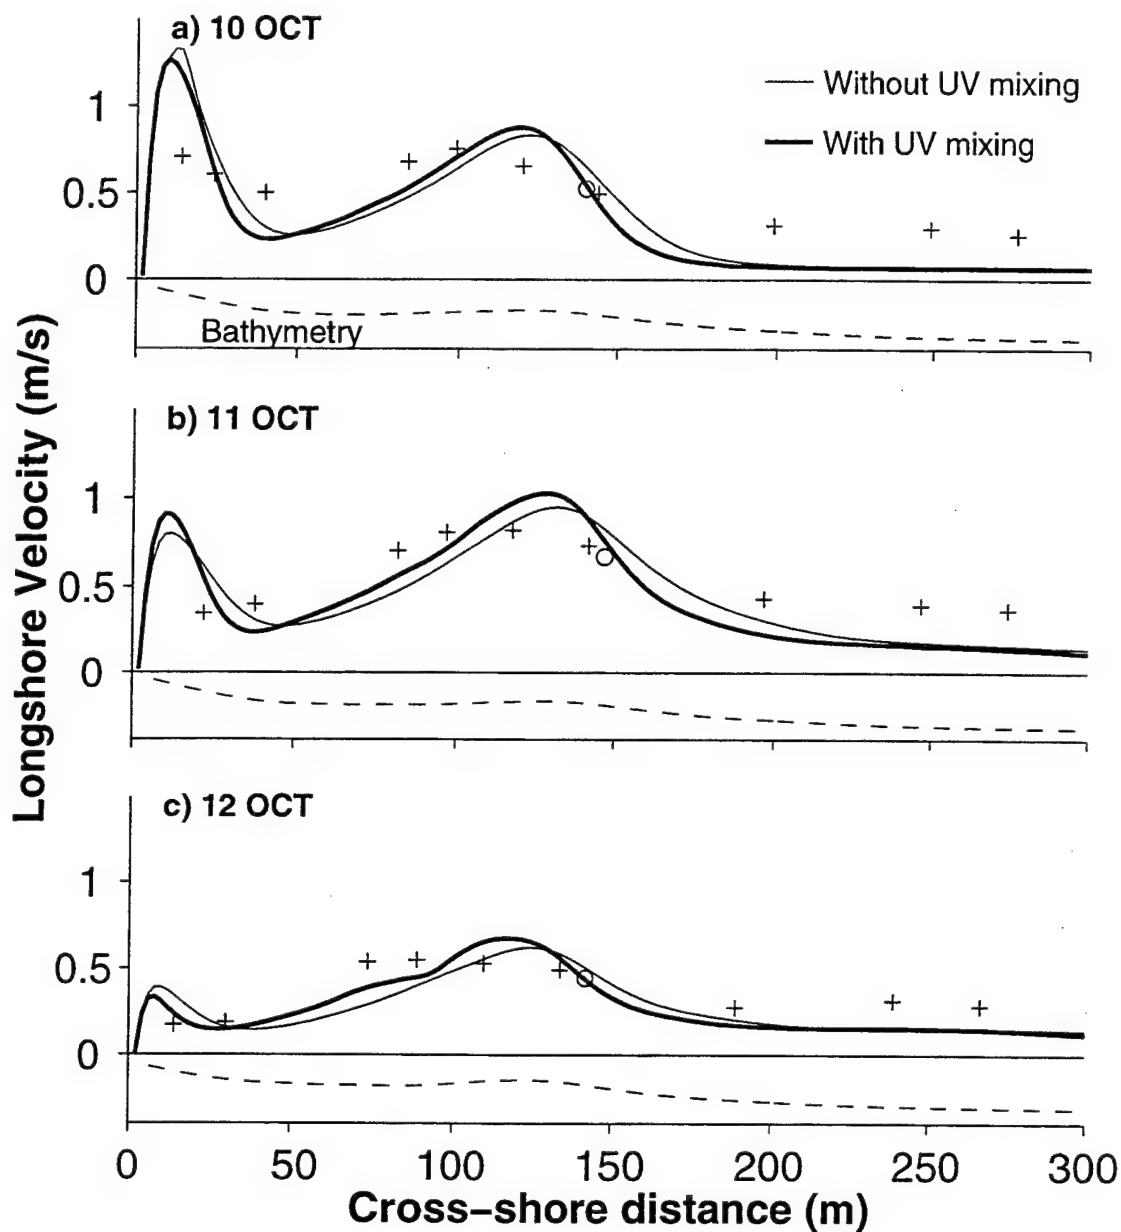 a) 10 OCT
Without UV mixing
With UV mixing
1
0.5
0
Bathymetry
b) 11 OCT
1
0.5
0
Longshore Velocity (m/s)
c) 12 OCT
1
0.5
0
0 50 100 150 200 250 300
Cross-shore distance (m)